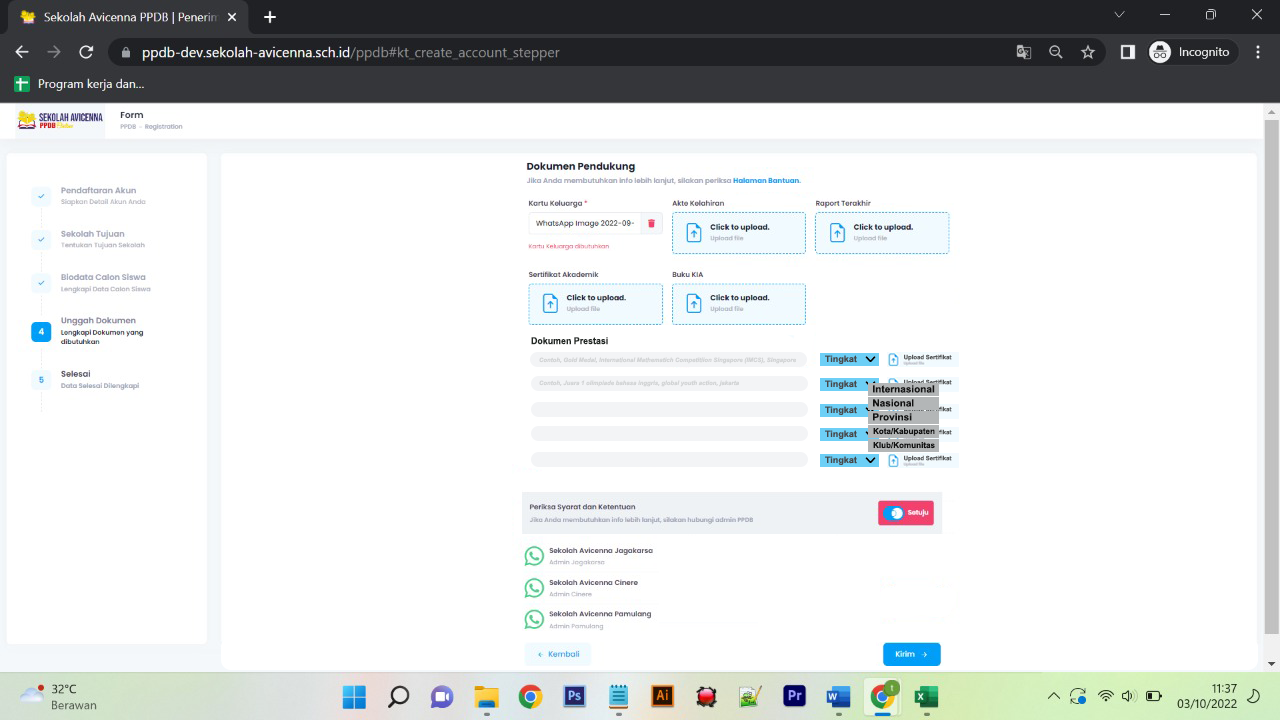 Sekolah Avicenna | Penerimaan
ppdb-dev.sekolah-avicenna.sch.id/ppdb#kt_create_account_stepper
Incognito
Program kerja dan...
SEKOLAH AVICENNA
PPDB Online
Form
PPDB - Registration
Pendaftaran Akun
Siapkan Detail Akun Anda
Sekolah Tujuan
Tentukan Tujuan Sekolah
Biodata Calon Siswa
Lengkapi Data Calon Siswa
4
Unggah Dokumen
Lengkapi Dokumen yang
dibutuhkan
5
Selesai
Data Selesai Dilengkapi
Dokumen Pendukung
Jika Anda membutuhkan info lebih lanjut, silakan periksa Halaman Bantuan.
Kartu Keluarga *
WhatsApp Image 2022-09-
Kartu Keluarga dibutuhkan
Akte Kelahiran
Click to upload.
Upload file
Raport Terakhir
Click to upload.
Upload file
Sertifikat Akademik
Click to upload.
Upload file
Buku KIA
Click to upload.
Upload file
Dokumen Prestasi
Contoh, Gold Medal, International Mathematich Competition Singapore (IMCS), Singapore
Tingkat
Upload Sertifikat
Upload file
Contoh, Juara 1 olimpiade bahasa inggris, global youth action, jakarta
Tingkat
Upload Sertifikat
Internasional
Nasional
Tingkat
Provinsi
Tingkat
Kota/Kabupaten
Klub/Komunitas
Tingkat
Upload Sertifikat
Upload file
Periksa Syarat dan Ketentuan
Jika Anda membutuhkan info lebih lanjut, silakan hubungi admin PPDB
Setuju
Sekolah Avicenna Jagakarsa
Admin Jagakarsa
Sekolah Avicenna Cinere
Admin Cinere
Sekolah Avicenna Pamulang
Admin Pamulang
← Kembali
Kirim →
32°C
Berawan
Ps
Ai
Pr
1
11:37
03/10/2022